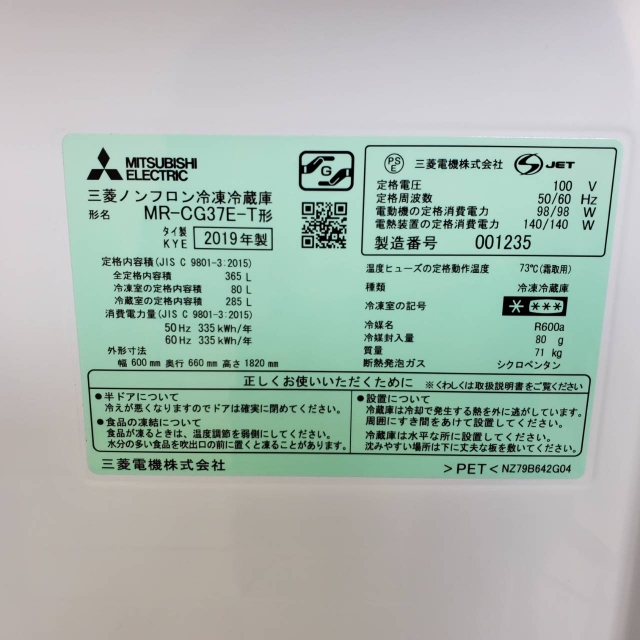 MITSUBISHI
ELECTRIC
三菱ノンフロン冷凍冷蔵庫
形名 MR-CG37E-T形
タイ製
KYE 2019年製
G
定格内容積(JIS C 9801-3:2015)
全定格内容積 365 L
冷凍室の定格内容積 80 L
冷蔵室の定格内容積 285 L
消費電力量(JIS C 9801-3:2015)
50 Hz 335 kWh/年
60 Hz 335 kWh/年
外形寸法
幅 600 mm 奥行 660 mm 高さ 1820 mm
PS
E 三菱電機株式会社 S JET
定格電圧 100 V
定格周波数 50/60 Hz
電動機の定格消費電力 98/98 W
電熱装置の定格消費電力 140/140 W
製造番号 001235
温度ヒューズの定格動作温度 73℃(霜取用)
種類 冷凍冷蔵庫
冷凍室の記号 * ***
冷媒名 R600a
冷媒封入量 80 g
質量 71 kg
断熱発泡ガス シクロペンタン
正しくお使いいただくために ※くわしくは取扱説明書をご覧ください
●半ドアについて
冷えが悪くなりますのでドアは確実に閉めてください。
●食品の凍結について
食品が凍るときは、温度調節を弱側にしてください。
水分の多い食品を吹出口の前に置くと凍ることがあります。
●設置について
冷蔵庫は冷却で発生する熱を外に逃がしています。
周囲にすき間をあけて設置してください。
冷蔵庫は水平な所に設置してください。
沈みやすい場所は下に丈夫な板を敷いてください。
三菱電機株式会社
>PET< NZ79B642G04